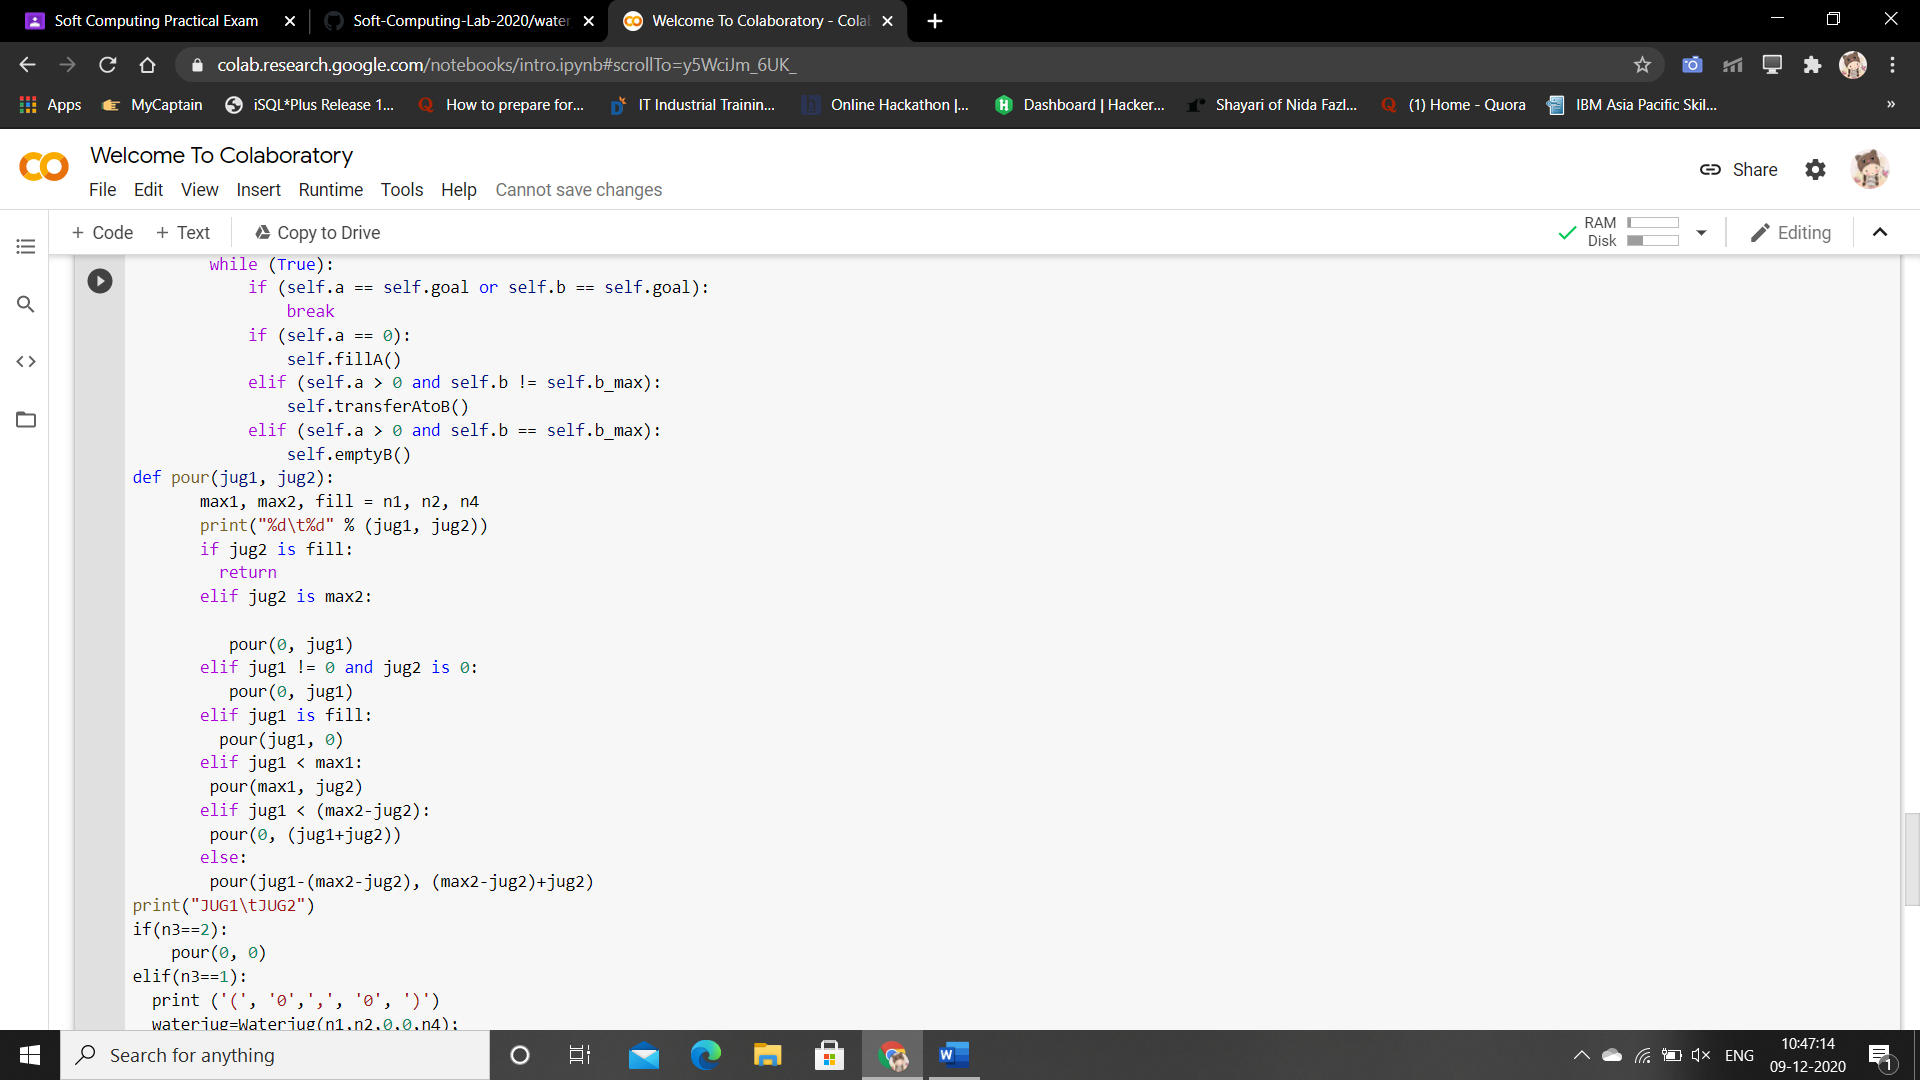 Soft Computing Practical Exam
Soft-Computing-Lab-2020/water
Welcome To Colaboratory - Cola
colab.research.google.com/notebooks/intro.ipynb#scrollTo=y5WciJm_6UK_
Apps
MyCaptain
iSQL*Plus Release 1...
How to prepare for...
IT Industrial Trainin...
Online Hackathon |...
Dashboard | Hacker...
Shayari of Nida Fazl...
(1) Home - Quora
IBM Asia Pacific Skil...
»
Welcome To Colaboratory
File Edit View Insert Runtime Tools Help Cannot save changes
Share
+ Code + Text Copy to Drive
RAM
Disk
Editing
while (True):
if (self.a == self.goal or self.b == self.goal):
break
if (self.a == 0):
self.fillA()
elif (self.a > 0 and self.b != self.b_max):
self.transferAtoB()
elif (self.a > 0 and self.b == self.b_max):
self.emptyB()
def pour(jug1, jug2):
max1, max2, fill = n1, n2, n4
print("%d\t%d" % (jug1, jug2))
if jug2 is fill:
return
elif jug2 is max2:
pour(0, jug1)
elif jug1 != 0 and jug2 is 0:
pour(0, jug1)
elif jug1 is fill:
pour(jug1, 0)
elif jug1 < max1:
pour(max1, jug2)
elif jug1 < (max2-jug2):
pour(0, (jug1+jug2))
else:
pour(jug1-(max2-jug2), (max2-jug2)+jug2)
print("JUG1\tJUG2")
if(n3==2):
pour(0, 0)
elif(n3==1):
print ('(', '0',',', '0', ')')
waterjug=Waterjug(n1,n2,0,0,n4);
Search for anything
ENG
10:47:14
09-12-2020
1